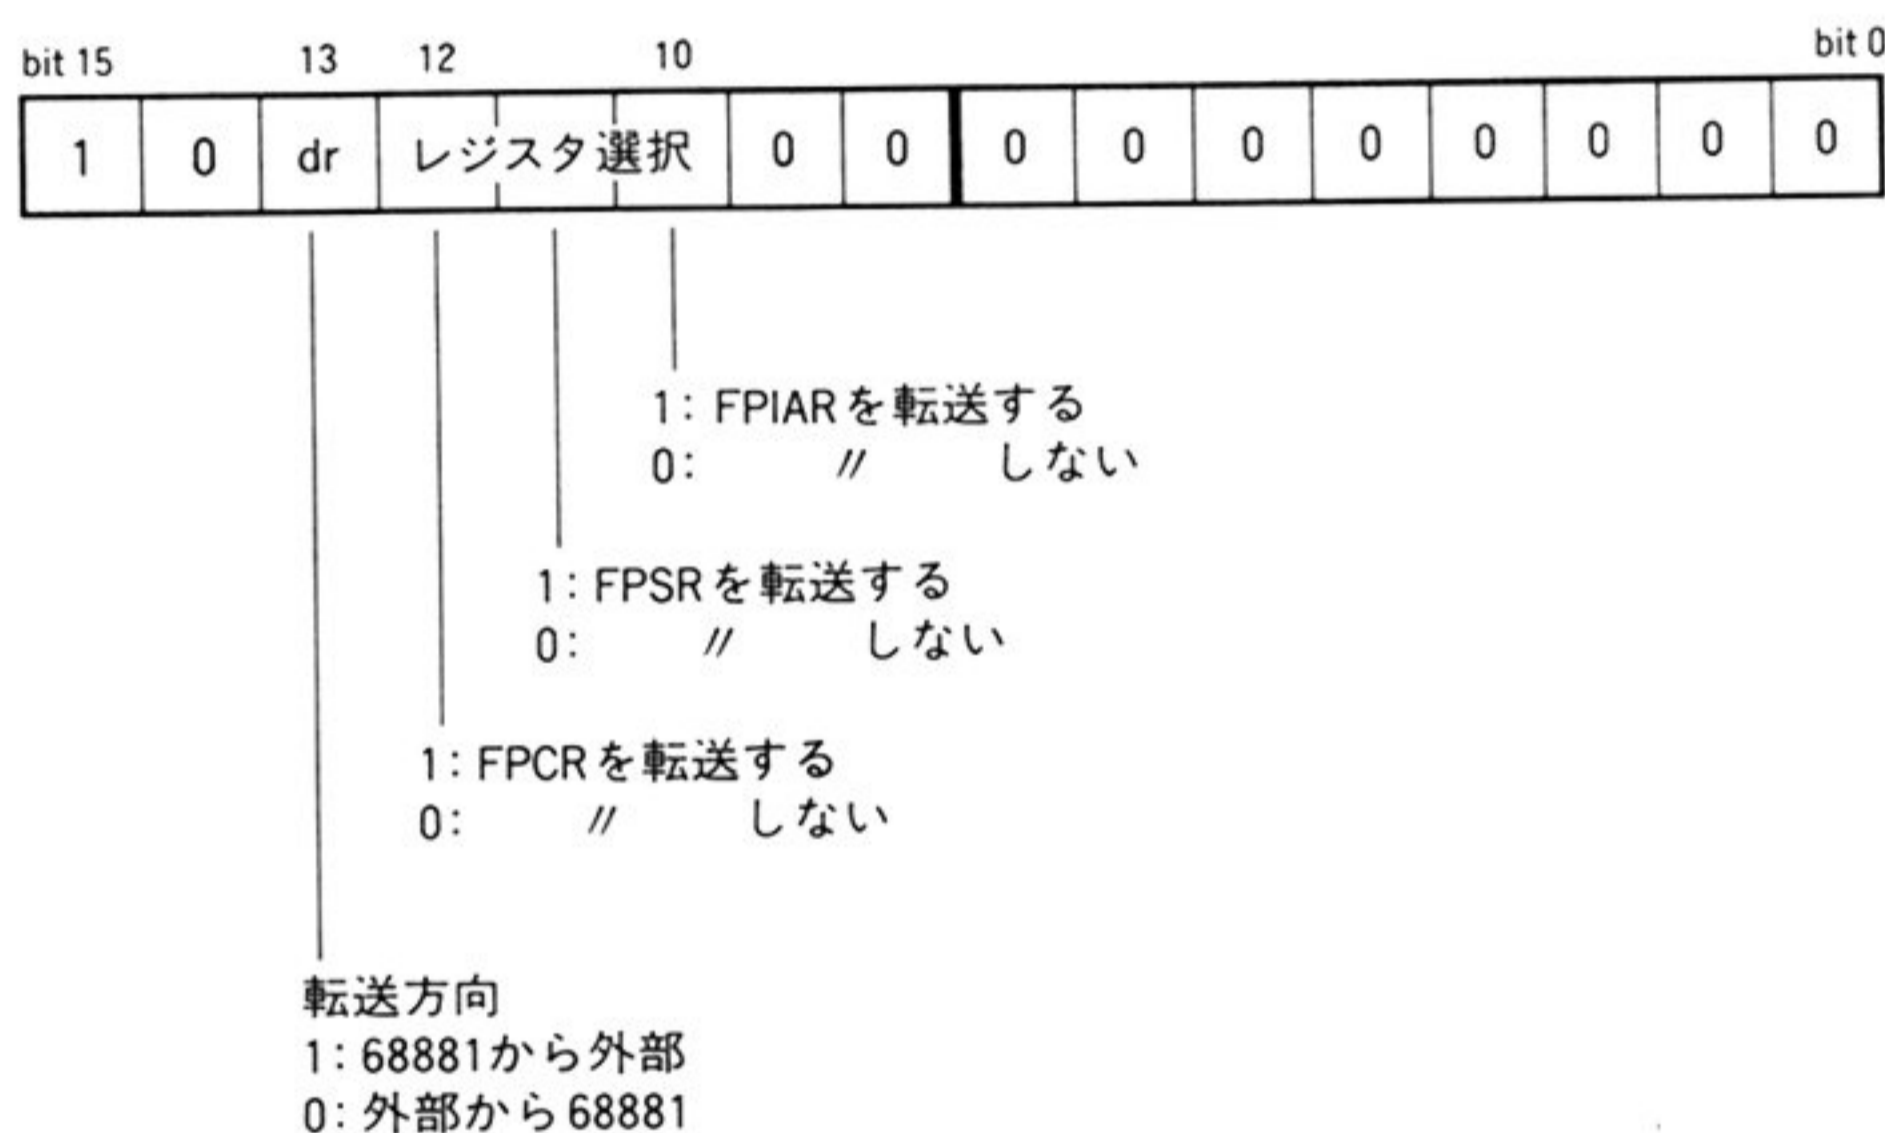 bit 15 13 12 10 bit 0
1 0 dr レジスタ選択 0 0 0 0 0 0 0 0 0 0
1: FPIARを転送する
0: 〃 しない
1: FPSRを転送する
0: 〃 しない
1: FPCRを転送する
0: 〃 しない
転送方向
1: 68881から外部
0: 外部から68881